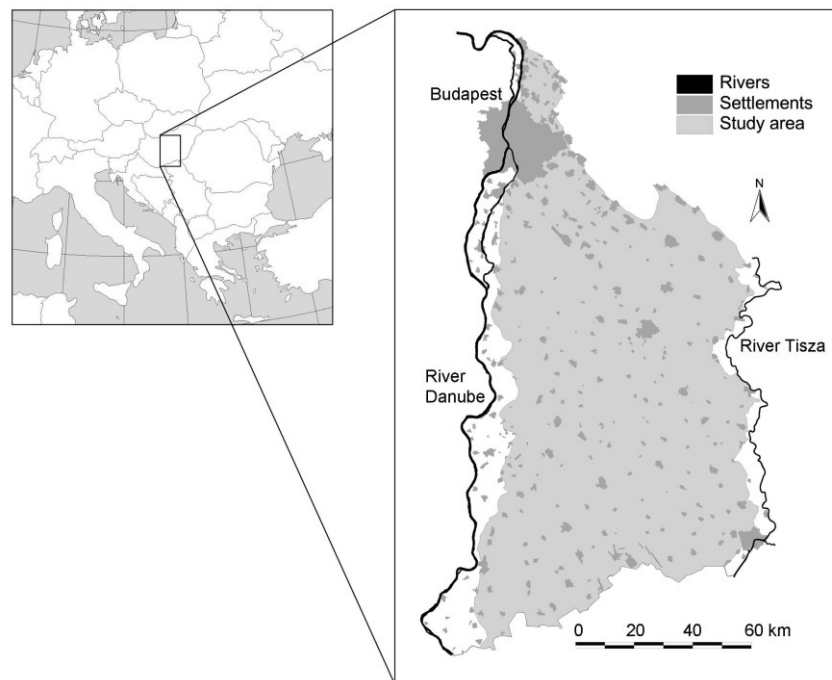 Budapest
Rivers
Settlements
Study area
N
River Tisza
River
Danube
0 20 40 60 km